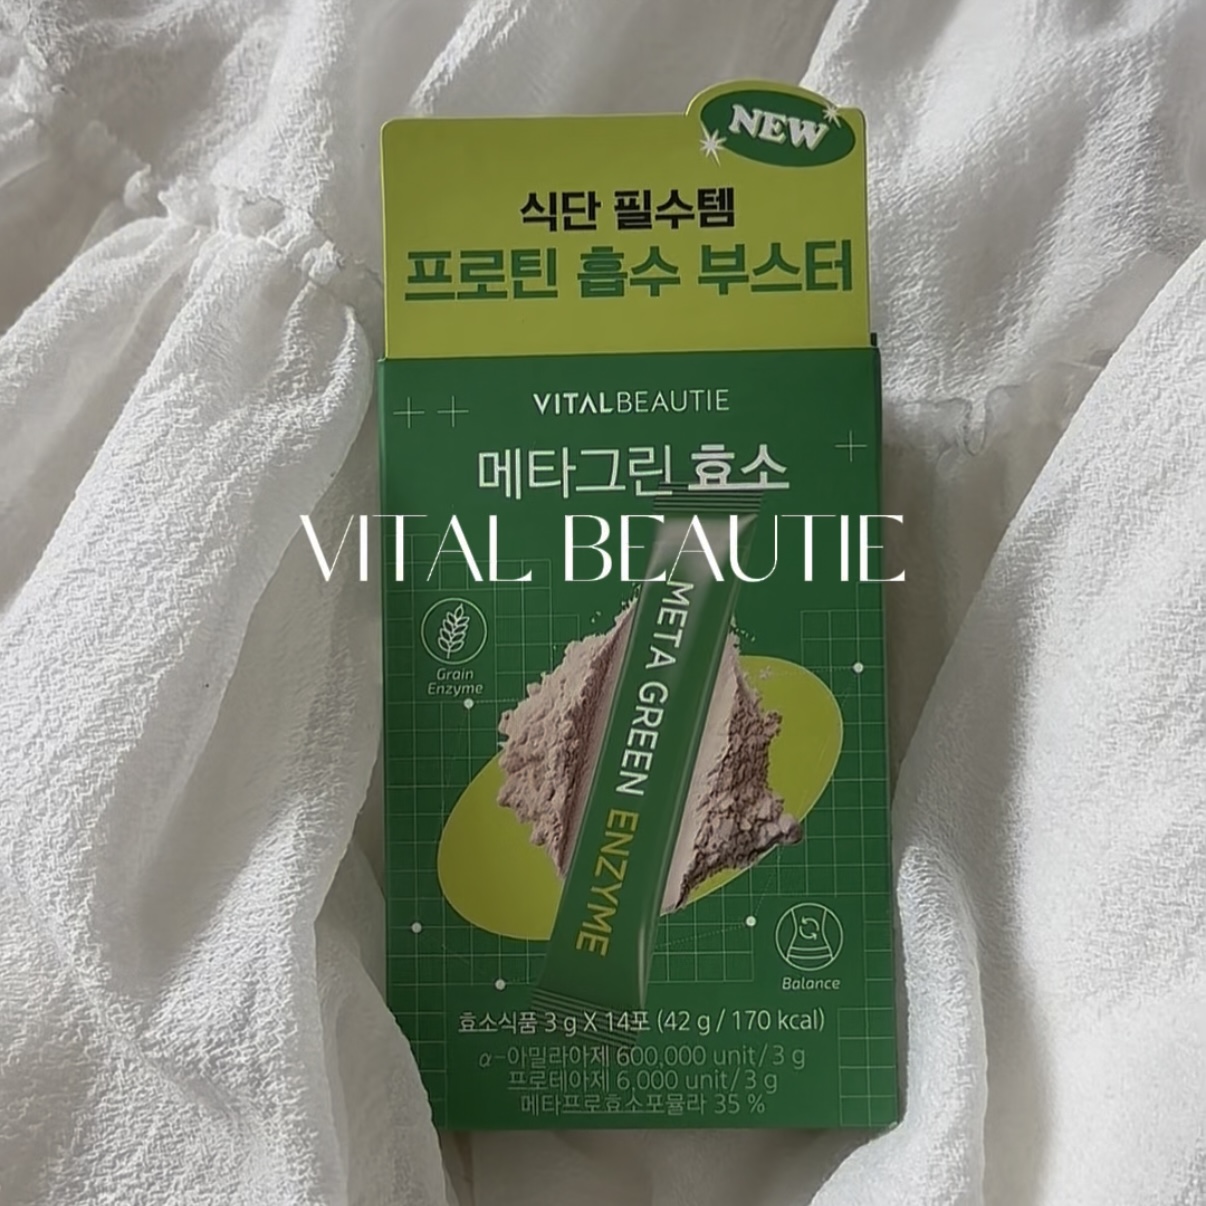 NEW
식단 필수템
프로틴 흡수 부스터
VITALBEAUTIE
메타그린 효소
VITAL BEAUTIE
META GREEN ENZYME
Grain
Enzyme
Balance
효소식품 3 g X 14포 (42 g / 170 kcal)
α-아밀라아제 600,000 unit/3 g
프로테아제 6,000 unit/3 g
메타프로효소포뮬라 35 %